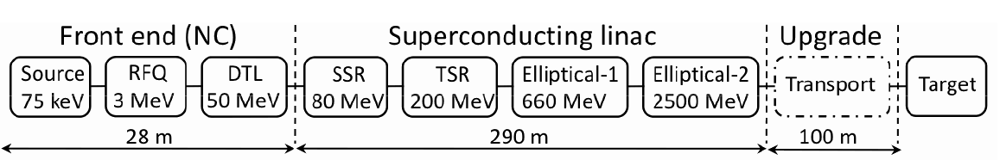 Front end (NC)
Superconducting linac
Upgrade
Source
75 keV
RFQ
3 MeV
DTL
50 MeV
SSR
80 MeV
TSR
200 MeV
Elliptical-1
660 MeV
Elliptical-2
2500 MeV
Transport
Target
28 m
290 m
100 m